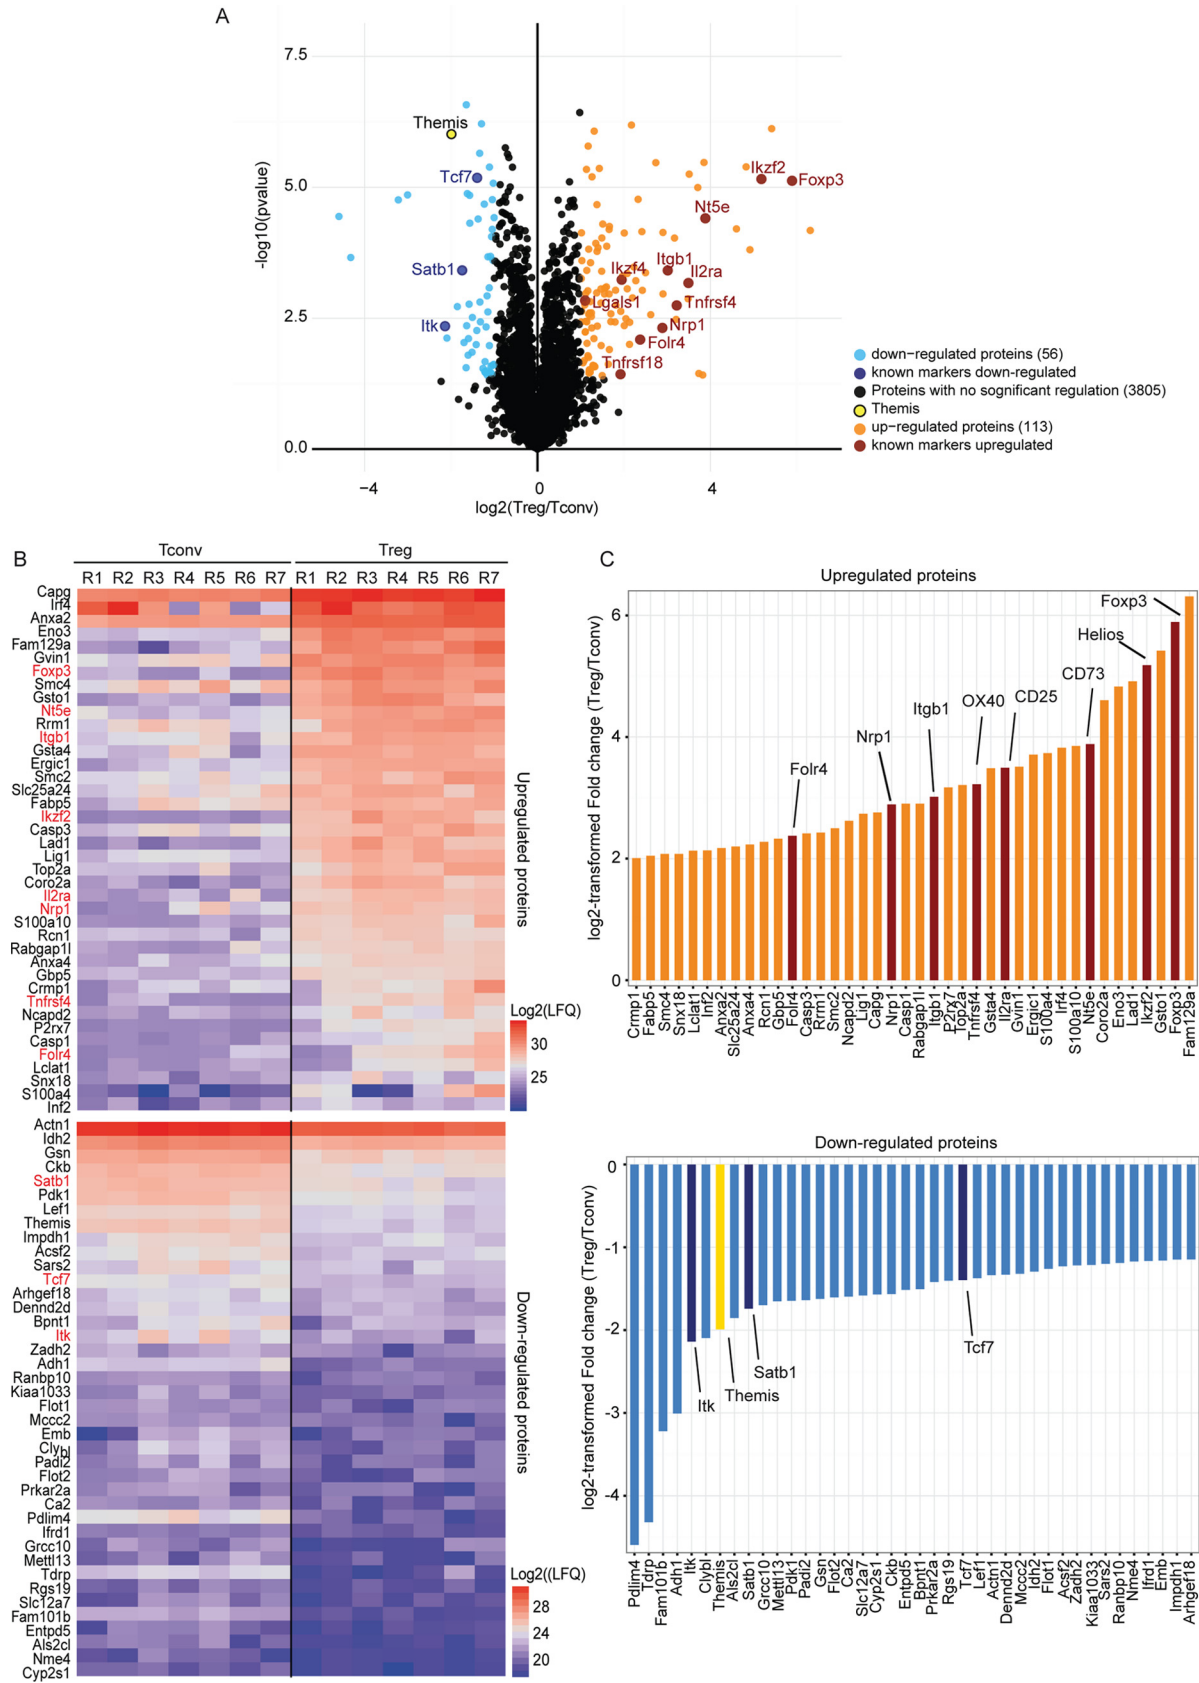 A
7.5
5.0
2.5
0.0
-log10(pvalue)
−4
0
4
log2(Treg/Tconv)
Themis
Tcf7
Satb1
Itk
Ikzf2
Foxp3
Nt5e
Itgb1
Ikzf4
Il2ra
Lgals1
Tnfrsf4
Nrp1
Folr4
Tnfrsf18
down−regulated proteins (56)
known markers down-regulated
Proteins with no sognificant regulation (3805)
Themis
up−regulated proteins (113)
known markers upregulated
B
Tconv
Treg
R1 R2 R3 R4 R5 R6 R7
R1 R2 R3 R4 R5 R6 R7
Capg
Irf4
Anxa2
Eno3
Fam129a
Gvin1
Foxp3
Smc4
Gsto1
Nt5e
Rrm1
Itgb1
Gsta4
Ergic1
Smc2
Slc25a24
Fabp5
Ikzf2
Casp3
Lad1
Lig1
Top2a
Coro2a
Il2ra
Nrp1
S100a10
Rcn1
Rabgap1l
Anxa4
Gbp5
Crmp1
Tnfrsf4
Ncapd2
P2rx7
Casp1
Folr4
Lclat1
Snx18
S100a4
Inf2
Upregulated proteins
Log2(LFQ)
30
25
Actn1
Idh2
Gsn
Ckb
Satb1
Pdk1
Lef1
Themis
Impdh1
Acsf2
Sars2
Tcf7
Arhgef18
Dennd2d
Bpnt1
Itk
Zadh2
Adh1
Ranbp10
Kiaa1033
Flot1
Mccc2
Emb
Clybl
Padi2
Flot2
Prkar2a
Ca2
Pdlim4
Ifrd1
Grcc10
Mettl13
Tdrp
Rgs19
Slc12a7
Fam101b
Entpd5
Als2cl
Nme4
Cyp2s1
Down-regulated proteins
Log2((LFQ)
28
24
20
C
Upregulated proteins
log2-transformed Fold change (Treg/Tconv)
6
4
2
0
Folr4
Nrp1
Itgb1
OX40
CD25
CD73
Helios
Foxp3
Crmp1
Fabp5
Smc4
Snx18
Lclat1
Inf2
Anxa2
Slc25a24
Anxa4
Rcn1
Gbp5
Folr4
Casp3
Rrm1
Smc2
Ncapd2
Lig1
Capg
Nrp1
Casp1
Rabgap1l
Itgb1
P2rx7
Top2a
Tnfrsf4
Gsta4
Il2ra
Gvin1
Ergic1
S100a4
Irf4
S100a10
Nt5e
Coro2a
Eno3
Lad1
Ikzf2
Gsto1
Foxp3
Fam129a
Down-regulated proteins
log2-transformed Fold change (Treg/Tconv)
0
-1
-2
-3
-4
Itk
Themis
Satb1
Tcf7
Pdlim4
Tdrp
Fam101b
Adh1
Itk
Clybl
Themis
Als2cl
Satb1
Grcc10
Mettl13
Pdk1
Padi2
Gsn
Flot2
Ca2
Slc12a7
Cyp2s1
Ckb
Entpd5
Bpnt1
Prkar2a
Rgs19
Tcf7
Lef1
Actn1
Dennd2d
Mccc2
Idh2
Flot1
Acsf2
Zadh2
Kiaa1033
Sars2
Ranbp10
Nme4
Ifrd1
Emb
Impdh1
Arhgef18